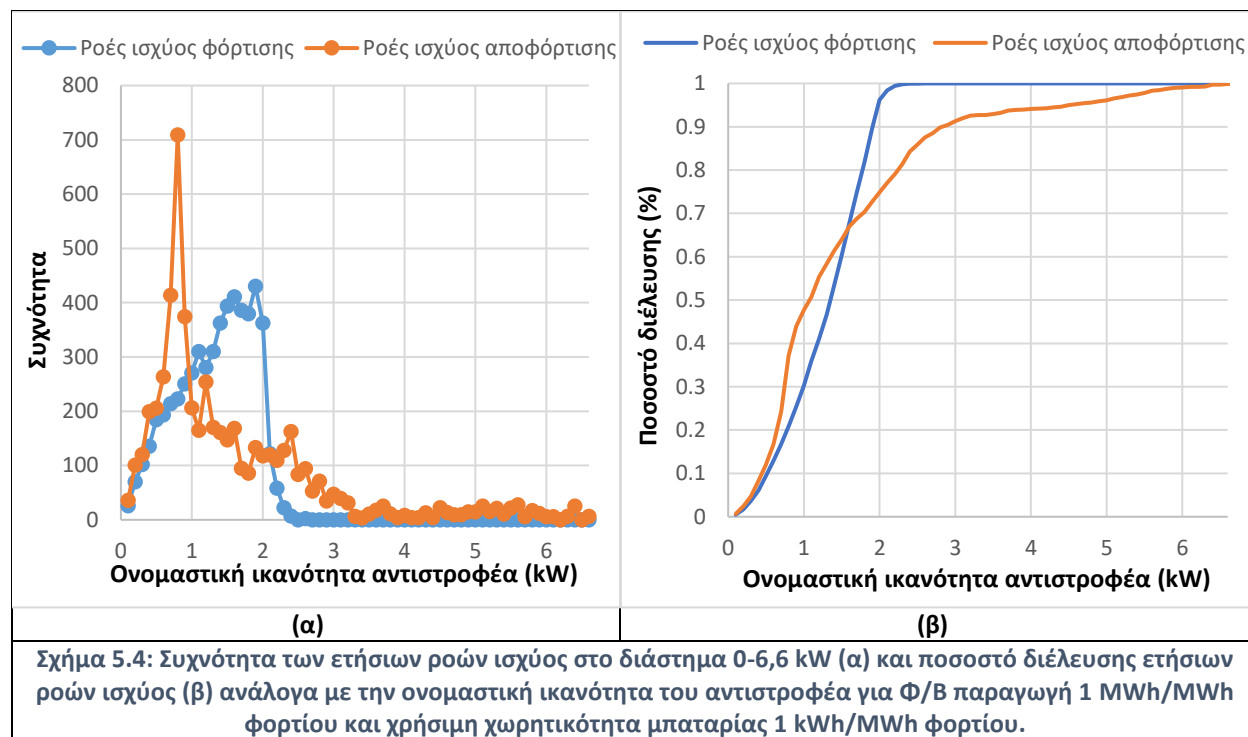 Ροές ισχύος φόρτισης
Ροές ισχύος αποφόρτισης
800
700
600
500
400
300
200
100
0
Συχνότητα
0 1 2 3 4 5 6
Ονομαστική ικανότητα αντιστροφέα (kW)
(α)
Ροές ισχύος φόρτισης
Ροές ισχύος αποφόρτισης
1
0.9
0.8
0.7
0.6
0.5
0.4
0.3
0.2
0.1
0
Ποσοστό διέλευσης (%)
0 1 2 3 4 5 6
Ονομαστική ικανότητα αντιστροφέα (kW)
(β)
Σχήμα 5.4: Συχνότητα των ετήσιων ροών ισχύος στο διάστημα 0-6,6 kW (α) και ποσοστό διέλευσης ετήσιων
ροών ισχύος (β) ανάλογα με την ονομαστική ικανότητα του αντιστροφέα για Φ/Β παραγωγή 1 MWh/MWh
φορτίου και χρήσιμη χωρητικότητα μπαταρίας 1 kWh/MWh φορτίου.